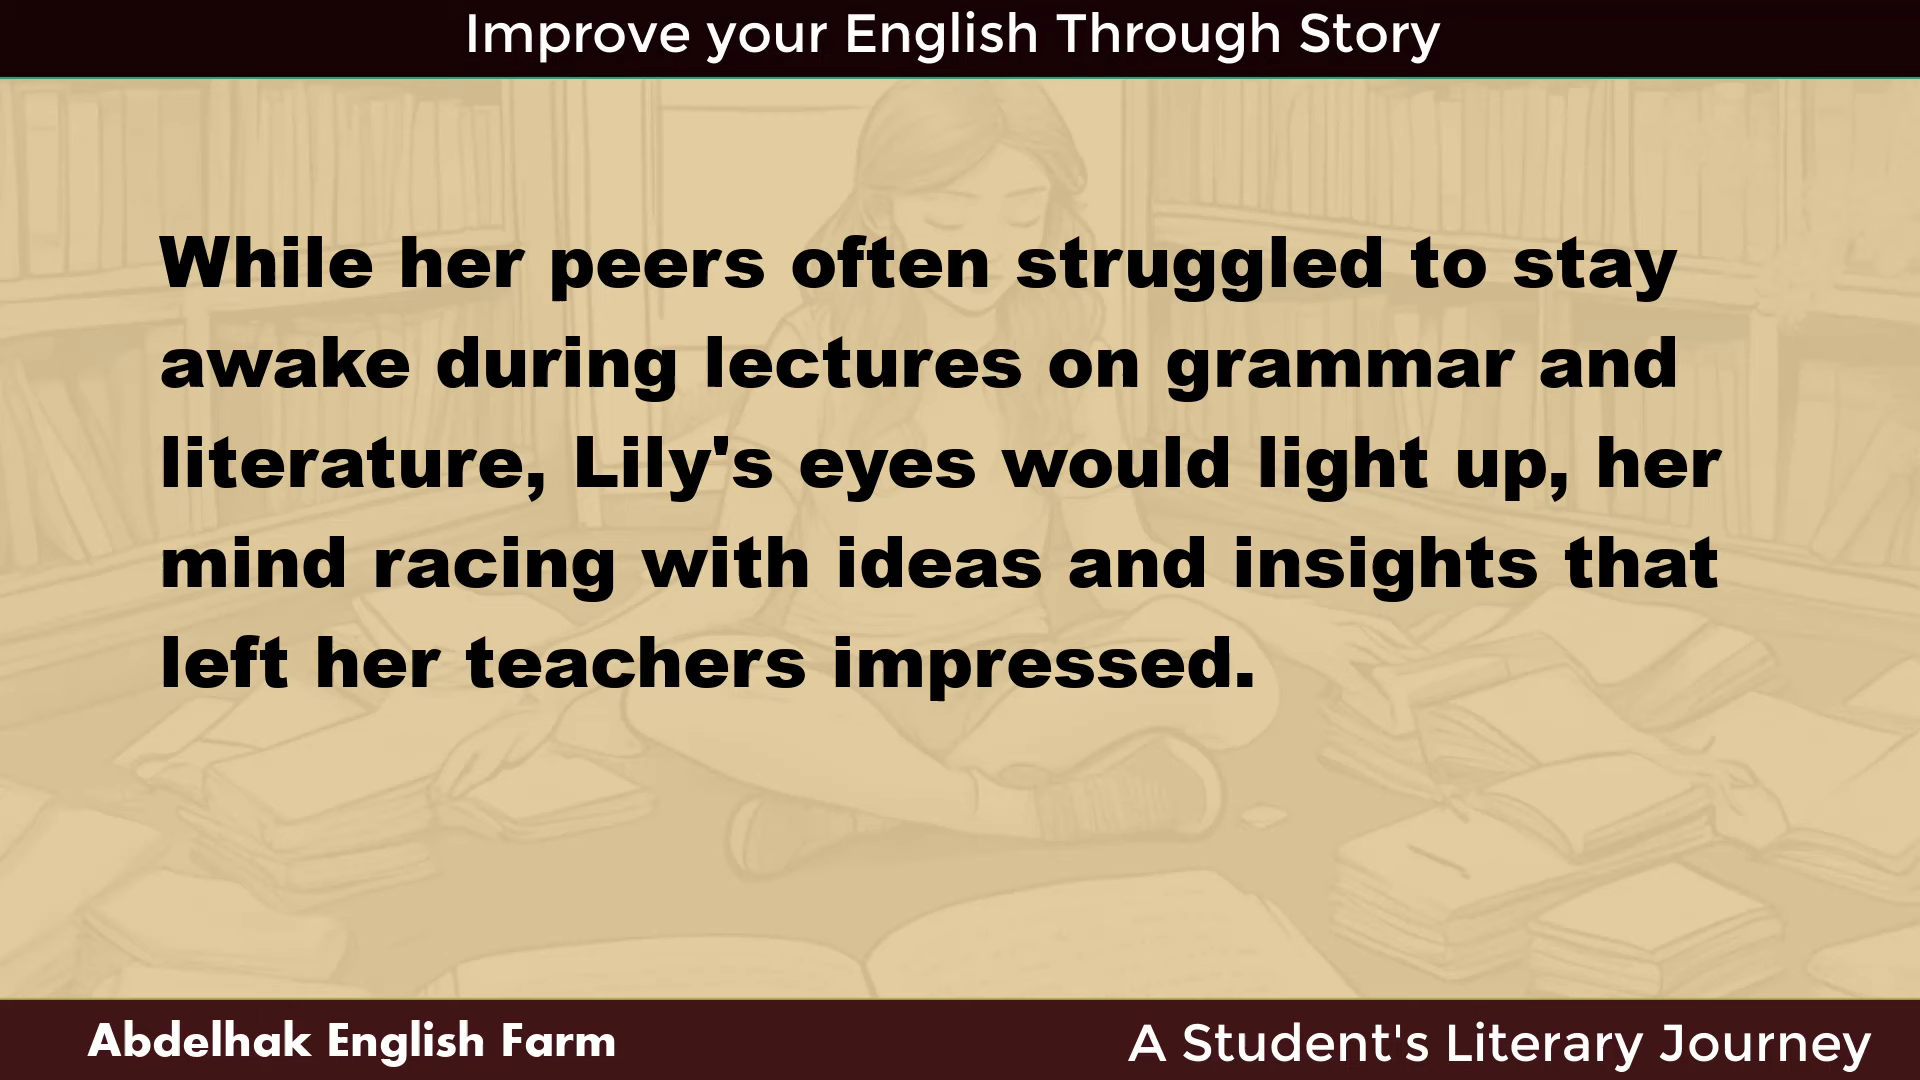 Improve your English Through Story
While her peers often struggled to stay
awake during lectures on grammar and
literature, Lily's eyes would light up, her
mind racing with ideas and insights that
left her teachers impressed.
Abdelhak English Farm
A Student's Literary Journey